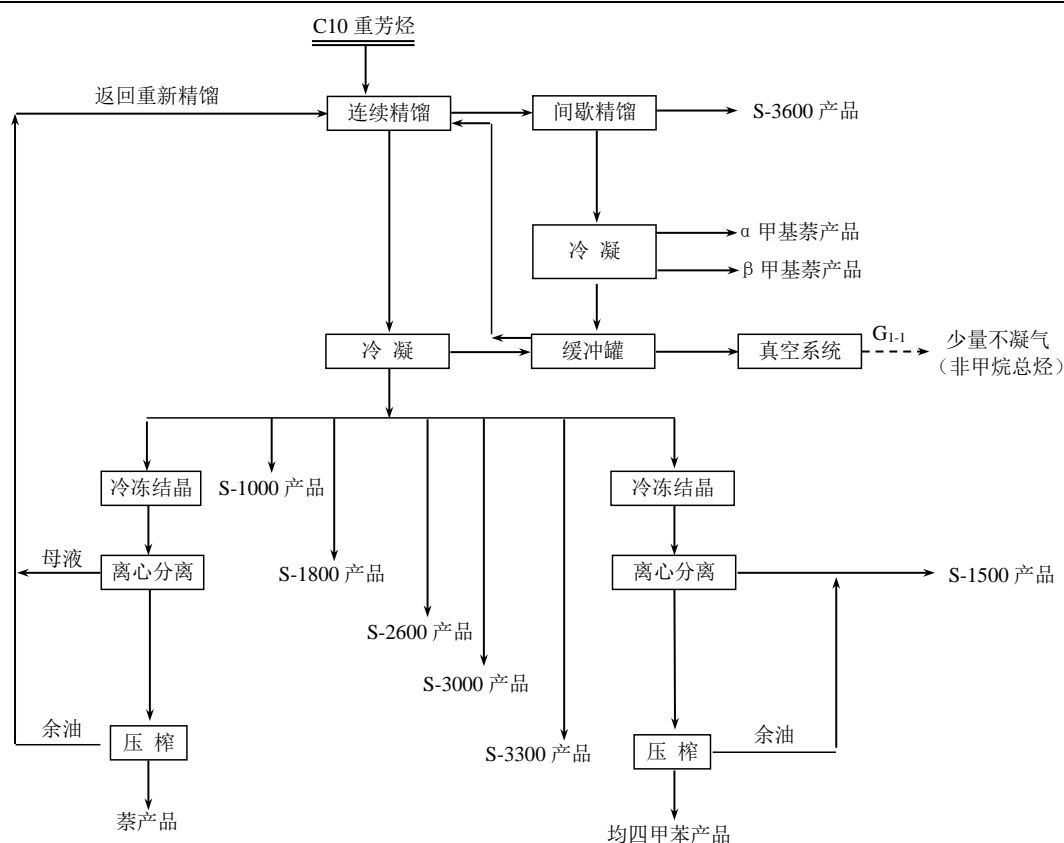 C10 重芳烃
返回重新精馏
连续精馏
间歇精馏
S-3600 产品
冷 凝
α 甲基萘产品
β 甲基萘产品
冷 凝
缓冲罐
真空系统
G1-1
少量不凝气
（非甲烷总烃）
冷冻结晶
S-1000 产品
冷冻结晶
母液
离心分离
S-1800 产品
离心分离
S-1500 产品
S-2600 产品
S-3000 产品
余油
压 榨
S-3300 产品
压 榨
余油
萘产品
均四甲苯产品